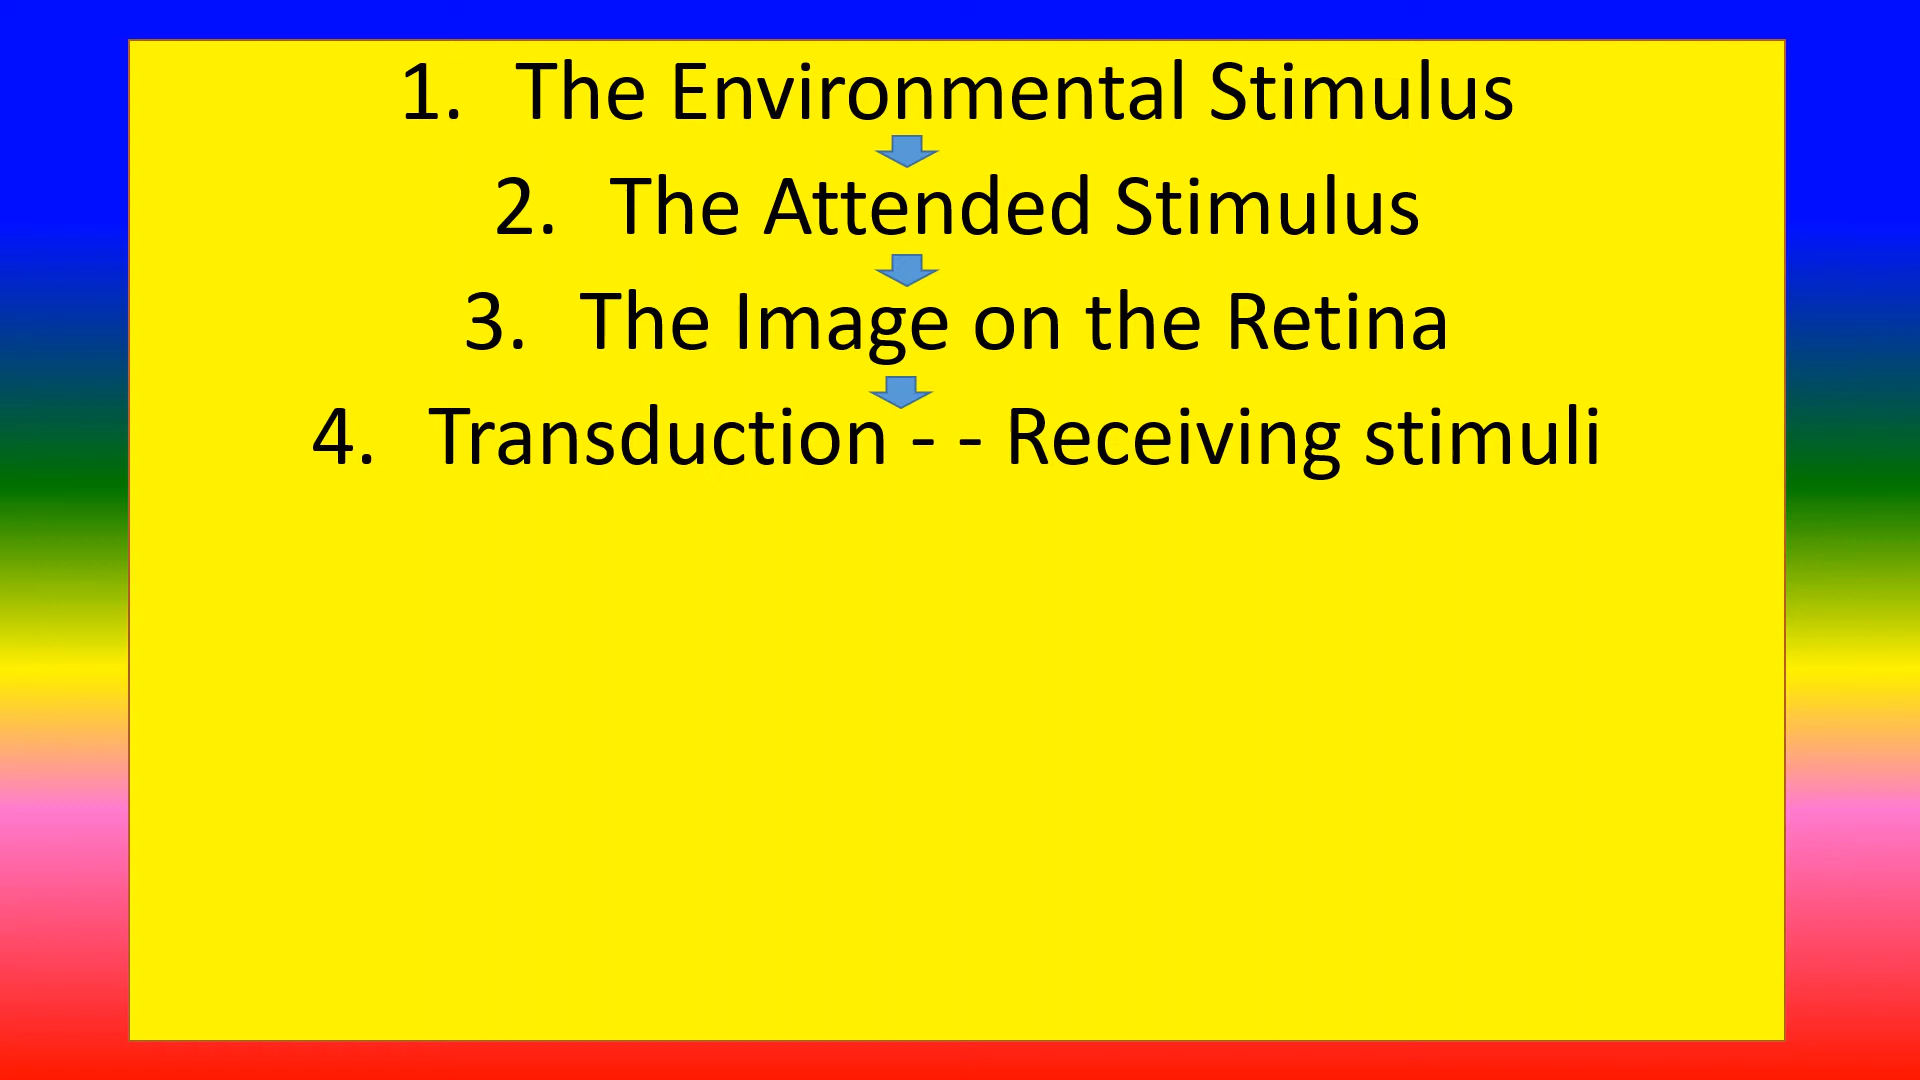 1. The Environmental Stimulus
2. The Attended Stimulus
3. The Image on the Retina
4. Transduction - - Receiving stimuli